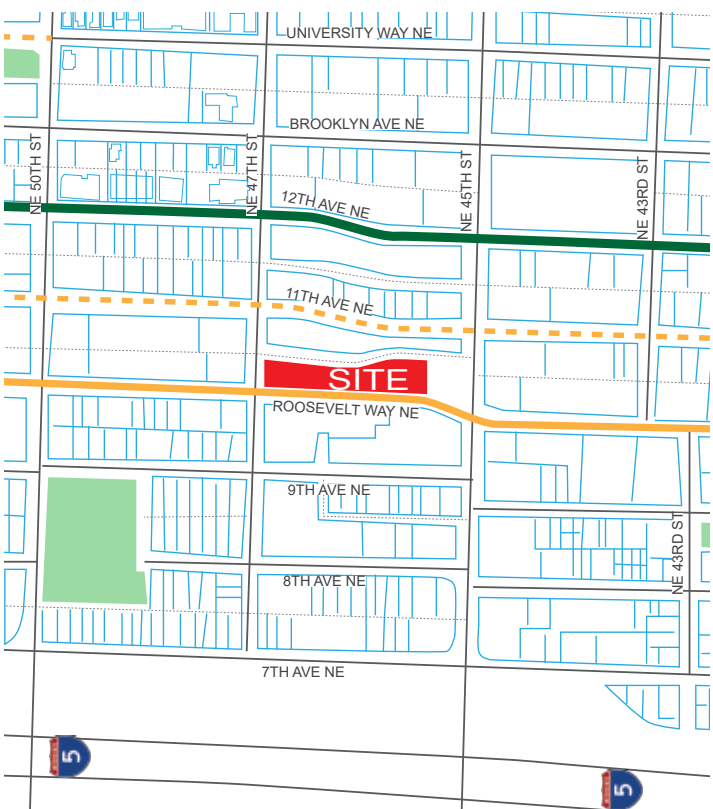 UNIVERSITY WAY NE
BROOKLYN AVE NE
NE 50TH ST
NE 47TH ST
NE 45TH ST
NE 43RD ST
12TH AVE NE
11TH AVE NE
SITE
ROOSEVELT WAY NE
9TH AVE NE
NE 43RD ST
8TH AVE NE
7TH AVE NE
5
5